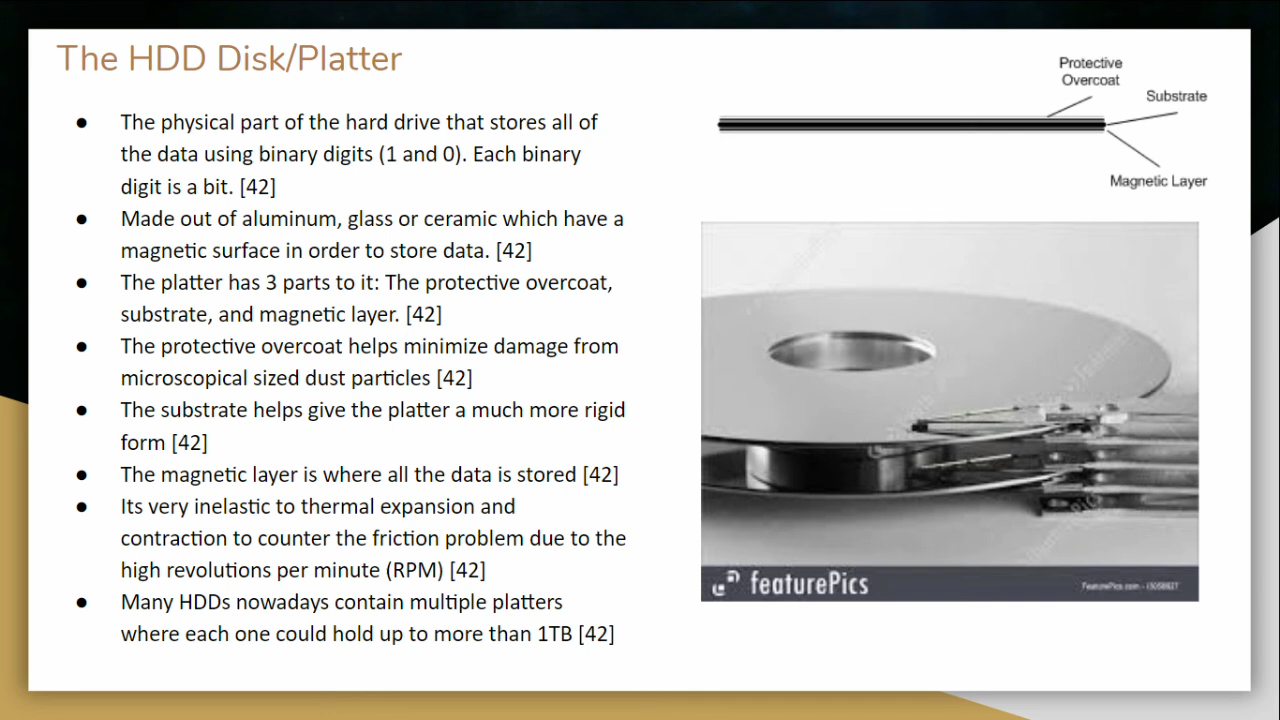 The HDD Disk/Platter
● The physical part of the hard drive that stores all of
the data using binary digits (1 and 0). Each binary
digit is a bit. [42]
● Made out of aluminum, glass or ceramic which have a
magnetic surface in order to store data. [42]
● The platter has 3 parts to it: The protective overcoat,
substrate, and magnetic layer. [42]
● The protective overcoat helps minimize damage from
microscopical sized dust particles [42]
● The substrate helps give the platter a much more rigid
form [42]
● The magnetic layer is where all the data is stored [42]
● Its very inelastic to thermal expansion and
contraction to counter the friction problem due to the
high revolutions per minute (RPM) [42]
● Many HDDs nowadays contain multiple platters
where each one could hold up to more than 1TB [42]
Protective
Overcoat
Substrate
Magnetic Layer
featurePics
FeaturePics.com -